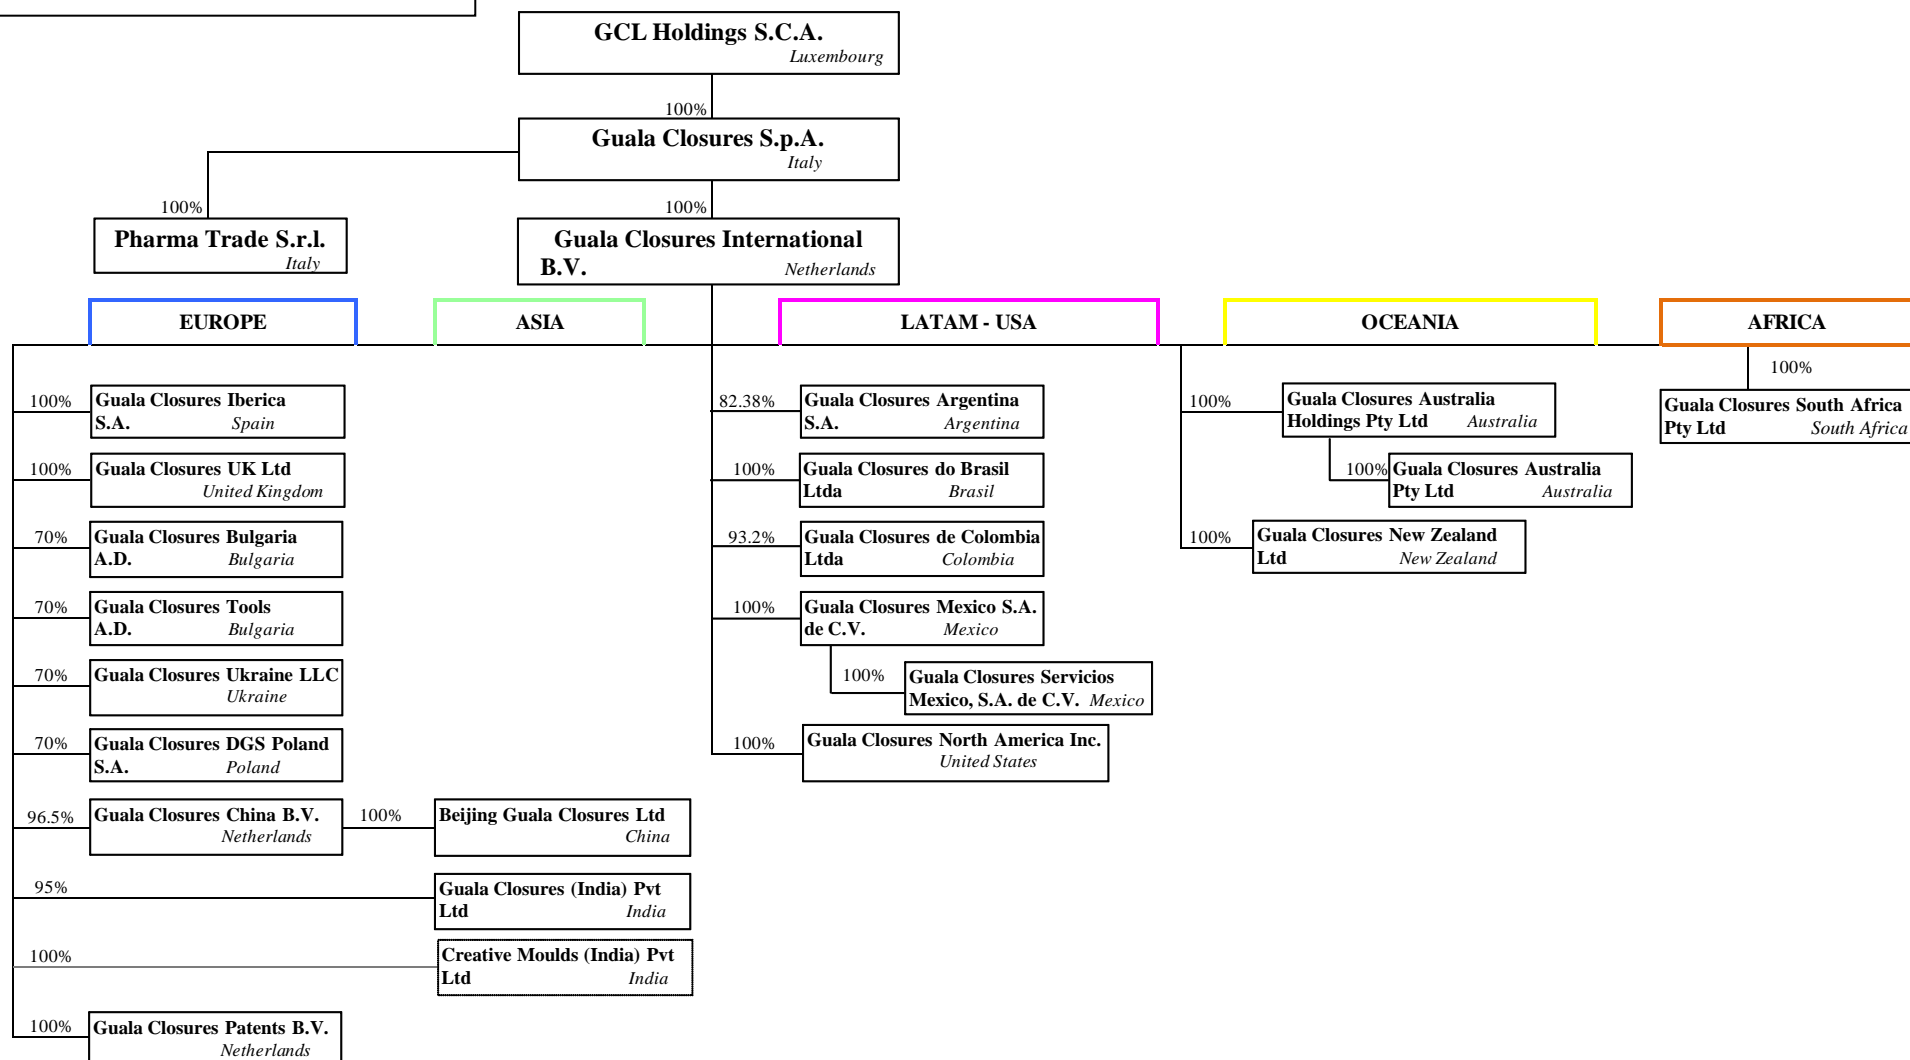 GCL Holdings S.C.A.
Luxembourg
100%
Guala Closures S.p.A.
Italy
100%
100%
Pharma Trade S.r.l.
Italy
Guala Closures International
B.V. Netherlands
EUROPE
ASIA
LATAM - USA
OCEANIA
AFRICA
100%
Guala Closures Iberica
S.A. Spain
100%
Guala Closures UK Ltd
United Kingdom
70%
Guala Closures Bulgaria
A.D. Bulgaria
70%
Guala Closures Tools
A.D. Bulgaria
70%
Guala Closures Ukraine LLC
Ukraine
70%
Guala Closures DGS Poland
S.A. Poland
96.5%
Guala Closures China B.V.
Netherlands
100%
Beijing Guala Closures Ltd
China
95%
Guala Closures (India) Pvt
Ltd India
100%
Creative Moulds (India) Pvt
Ltd India
100%
Guala Closures Patents B.V.
Netherlands
82.38%
Guala Closures Argentina
S.A. Argentina
100%
Guala Closures do Brasil
Ltda Brasil
93.2%
Guala Closures de Colombia
Ltda Colombia
100%
Guala Closures Mexico S.A.
de C.V. Mexico
100%
Guala Closures Servicios
Mexico, S.A. de C.V. Mexico
100%
Guala Closures North America Inc.
United States
100%
Guala Closures Australia
Holdings Pty Ltd Australia
100%
Guala Closures Australia
Pty Ltd Australia
100%
Guala Closures New Zealand
Ltd New Zealand
100%
Guala Closures South Africa
Pty Ltd South Africa